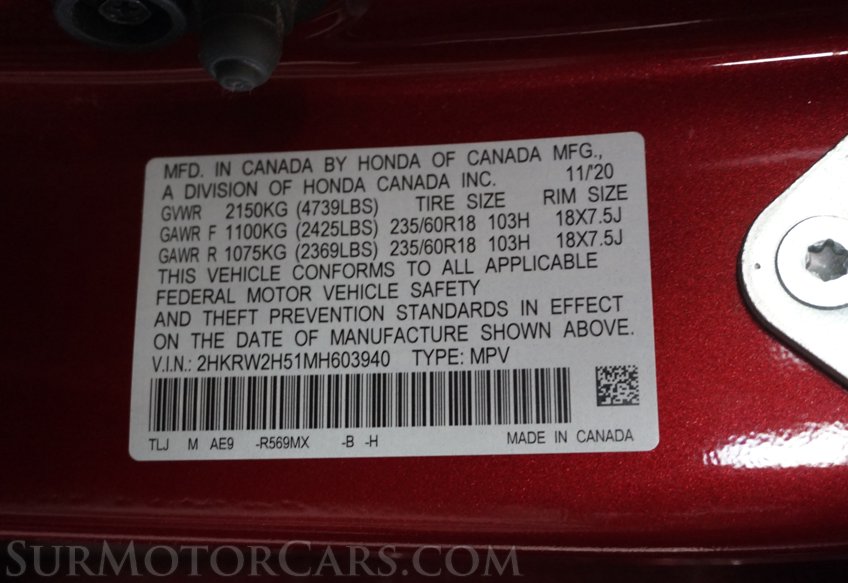 MFD. IN CANADA BY HONDA OF CANADA MFG.,
A DIVISION OF HONDA CANADA INC. 11/'20
GVWR 2150KG (4739LBS) TIRE SIZE RIM SIZE
GAWR F 1100KG (2425LBS) 235/60R18 103H 18X7.5J
GAWR R 1075KG (2369LBS) 235/60R18 103H 18X7.5J
THIS VEHICLE CONFORMS TO ALL APPLICABLE
FEDERAL MOTOR VEHICLE SAFETY
AND THEFT PREVENTION STANDARDS IN EFFECT
ON THE DATE OF MANUFACTURE SHOWN ABOVE.
V.I.N.: 2HKRW2H51MH603940 TYPE: MPV
TLJ M AE9 -R569MX -B -H MADE IN CANADA
SURMOTORCARS.COM